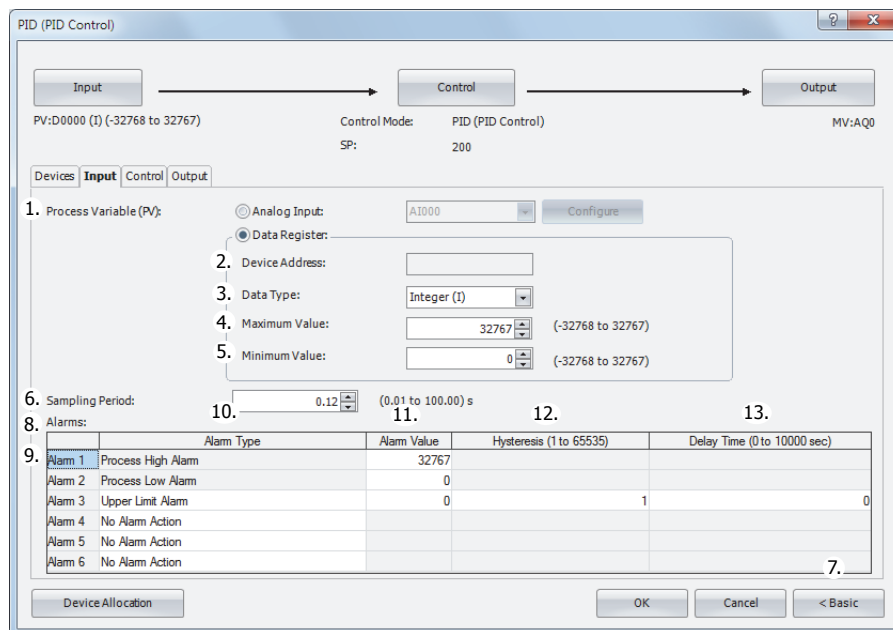 PID (PID Control)
Input Control Output
PV:D0000 (I) (-32768 to 32767) Control Mode: PID (PID Control) MV:AQ0
SP: 200
Devices Input Control Output
1. Process Variable (PV): Analog Input: AI000 Configure
Data Register:
2. Device Address:
3. Data Type: Integer (I)
4. Maximum Value: 32767 (-32768 to 32767)
5. Minimum Value: 0 (-32768 to 32767)
6. Sampling Period: 0.12 (0.01 to 100.00) s
8. Alarms: 10. 11. 12. 13.
Alarm Type Alarm Value Hysteresis (1 to 65535) Delay Time (0 to 10000 sec)
9. Alarm 1 Process High Alarm 32767
Alarm 2 Process Low Alarm 0
Alarm 3 Upper Limit Alarm 0 1 0
Alarm 4 No Alarm Action
Alarm 5 No Alarm Action
Alarm 6 No Alarm Action
7.
Device Allocation OK Cancel < Basic